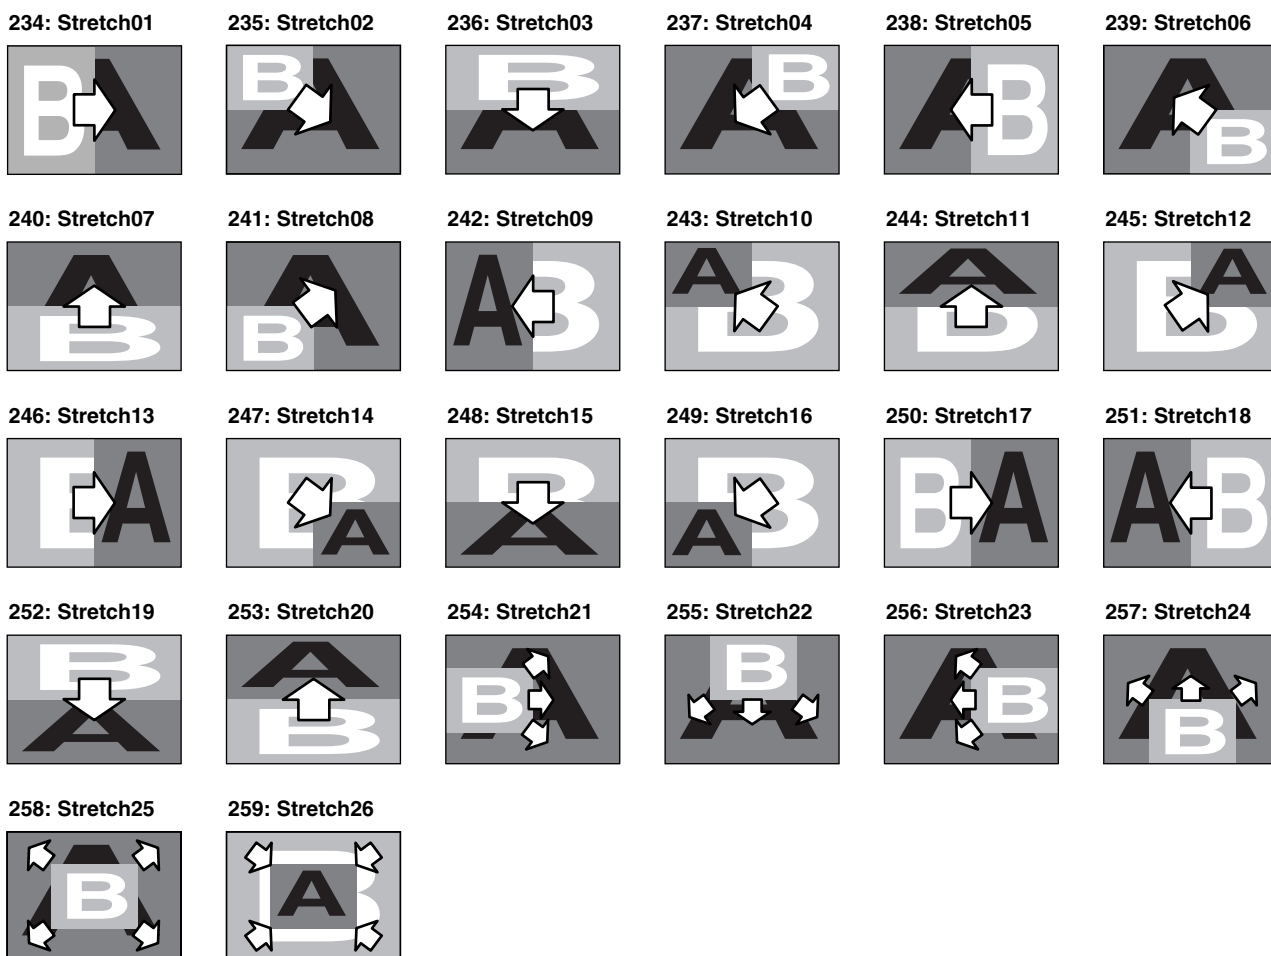 234: Stretch01 235: Stretch02 236: Stretch03 237: Stretch04 238: Stretch05 239: Stretch06
B A B A B A A B A B A B
240: Stretch07 241: Stretch08 242: Stretch09 243: Stretch10 244: Stretch11 245: Stretch12
A B A B A B A B A B B A
246: Stretch13 247: Stretch14 248: Stretch15 249: Stretch16 250: Stretch17 251: Stretch18
B A B A B A B A B A A B
252: Stretch19 253: Stretch20 254: Stretch21 255: Stretch22 256: Stretch23 257: Stretch24
B A A B B A B A A B A B
258: Stretch25 259: Stretch26
A B A B